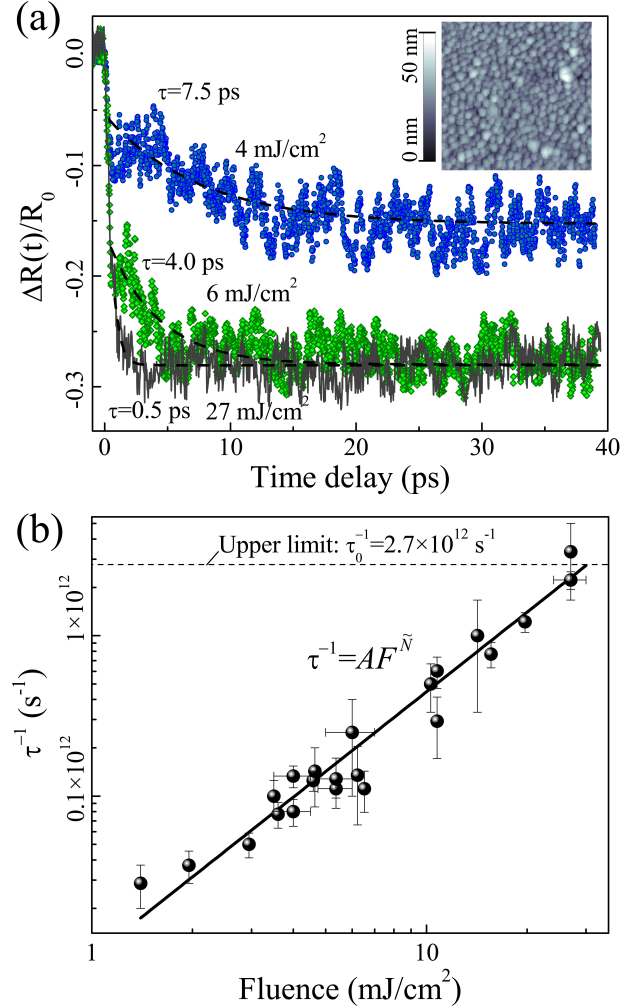 (a)
0.0
-0.1
-0.2
-0.3
ΔR(t)/R₀
50 nm
0 nm
τ=7.5 ps
4 mJ/cm²
τ=4.0 ps
6 mJ/cm²
τ=0.5 ps
27 mJ/cm²
0 10 20 30 40
Time delay (ps)
(b)
Upper limit: τ₀⁻¹=2.7×10¹² s⁻¹
1×10¹²
τ⁻¹=AF^Ñ
τ⁻¹ (s⁻¹)
0.1×10¹²
1 10
Fluence (mJ/cm²)